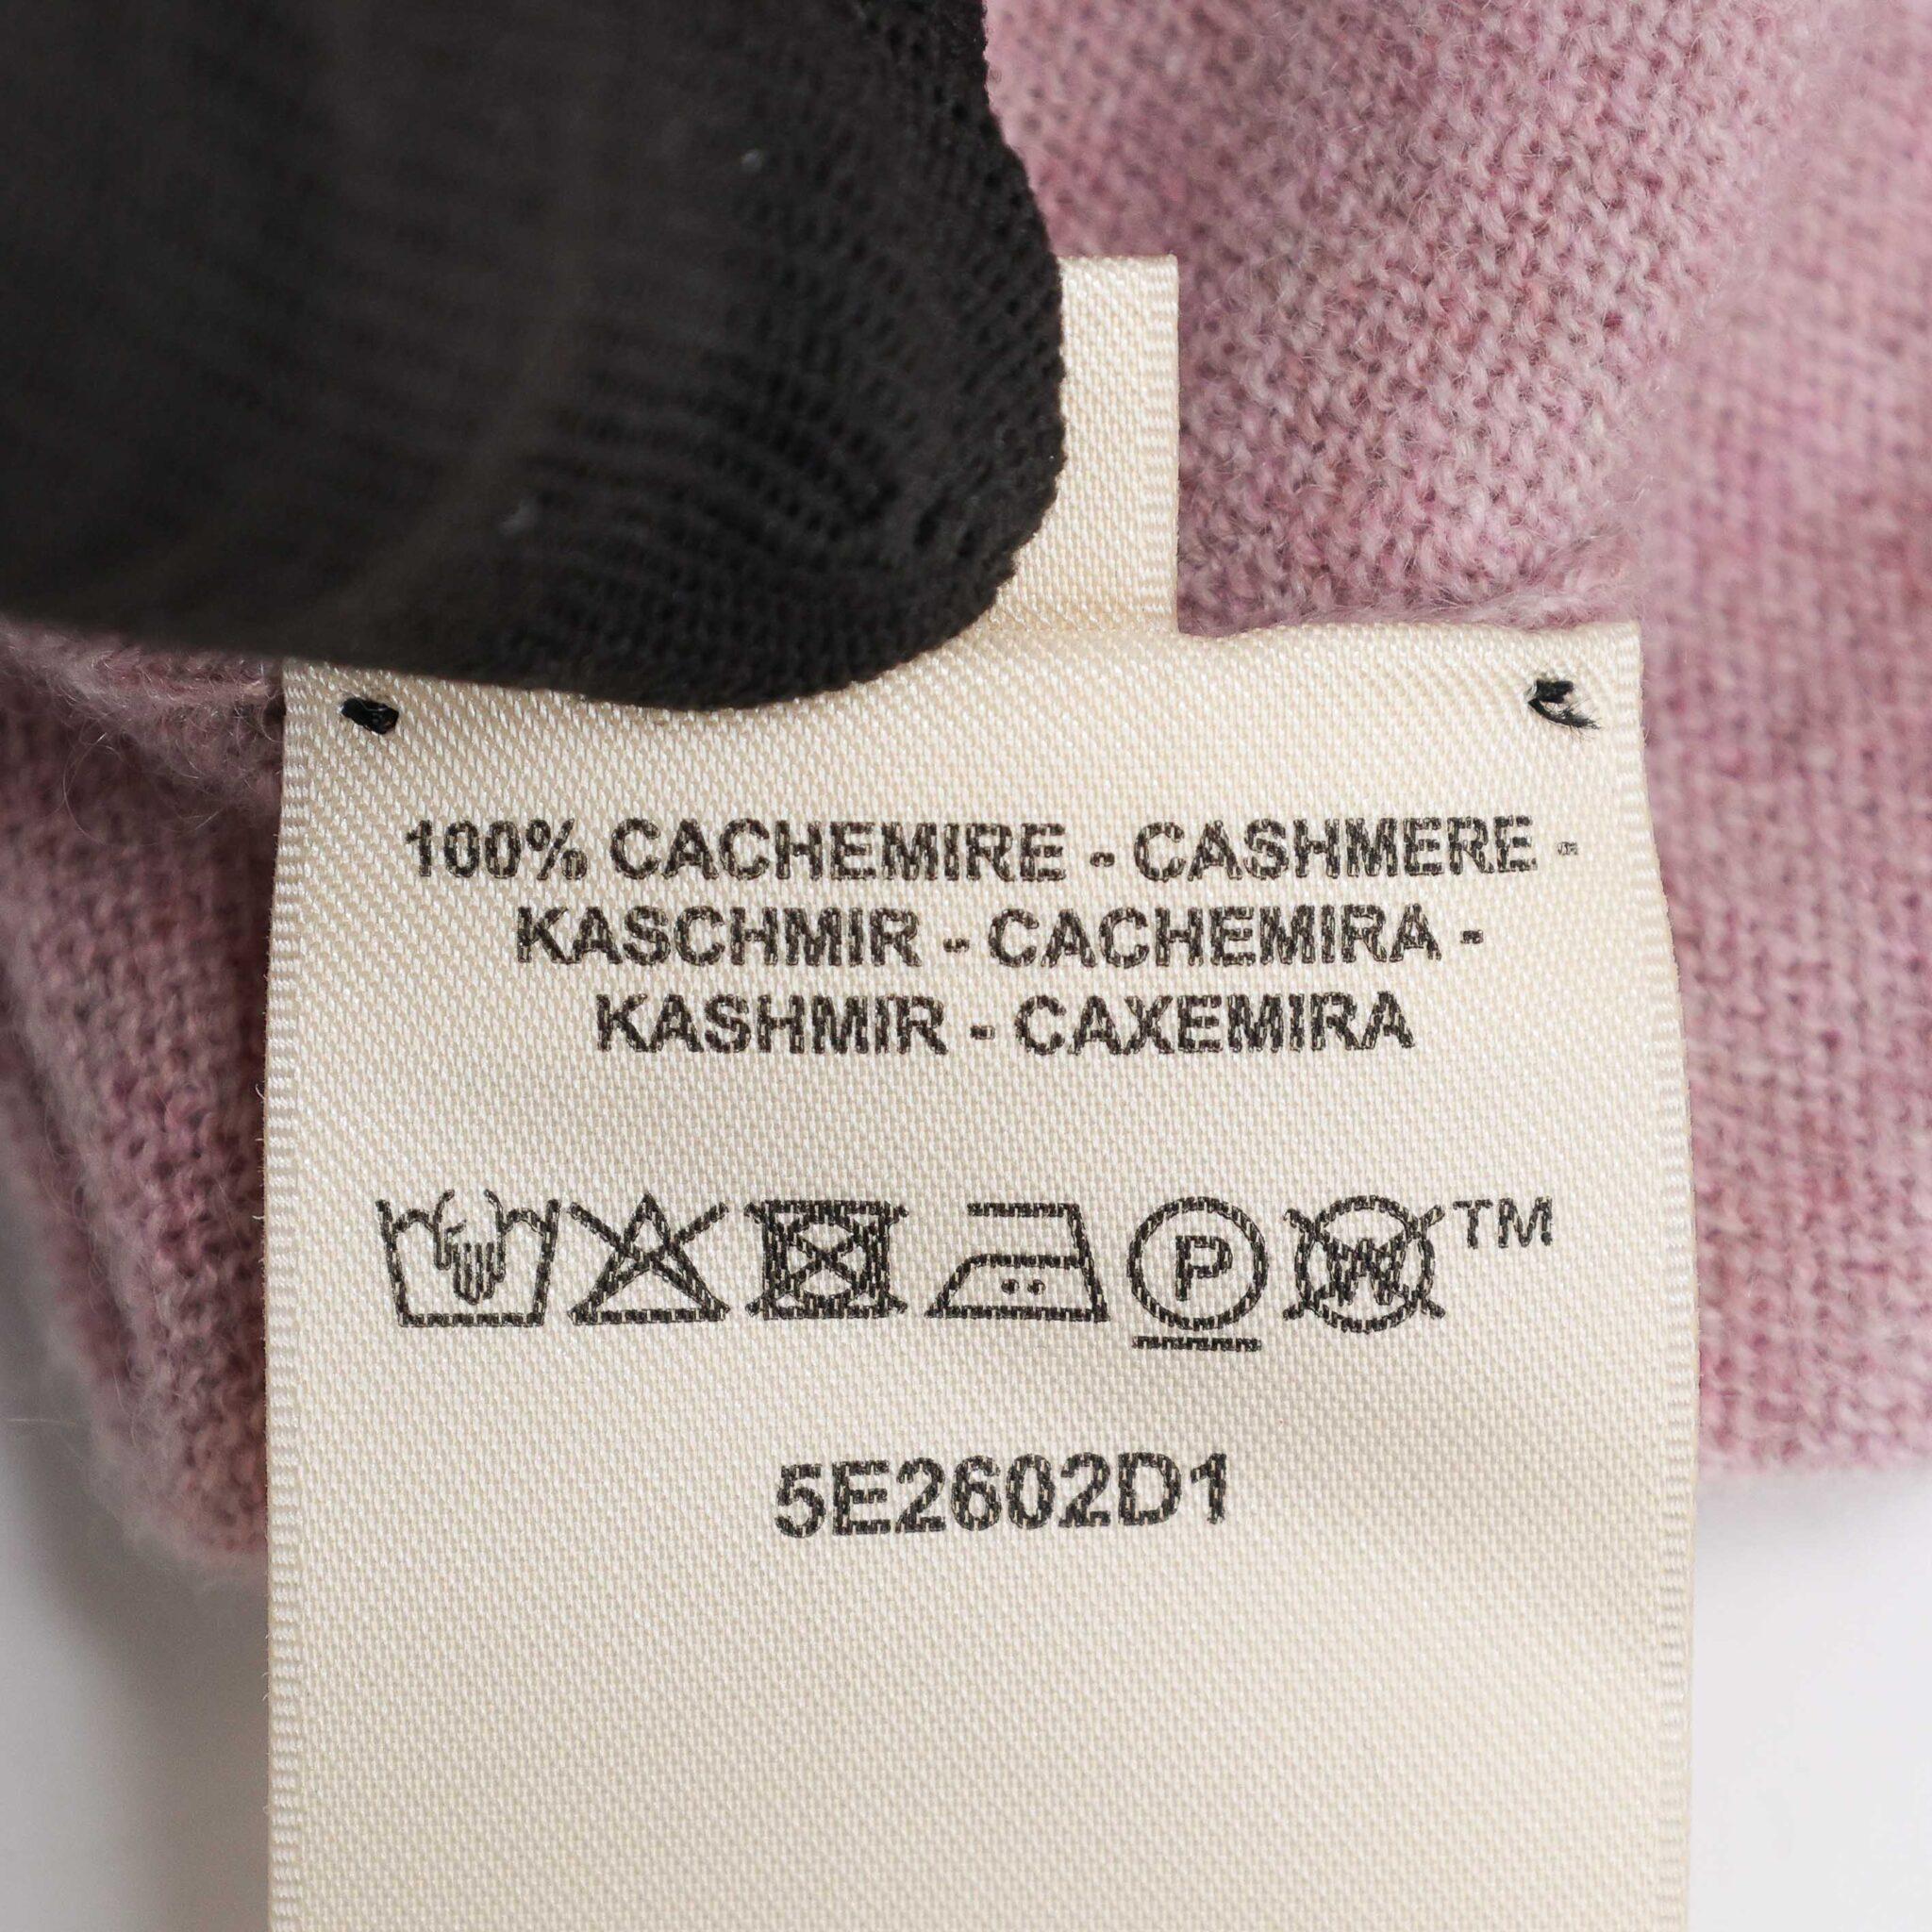 100% CACHEMIRE - CASHMERE -
KASCHMIR - CACHEMIRA -
KASHMIR - CAXEMIRA
P W TM
5E2602D1